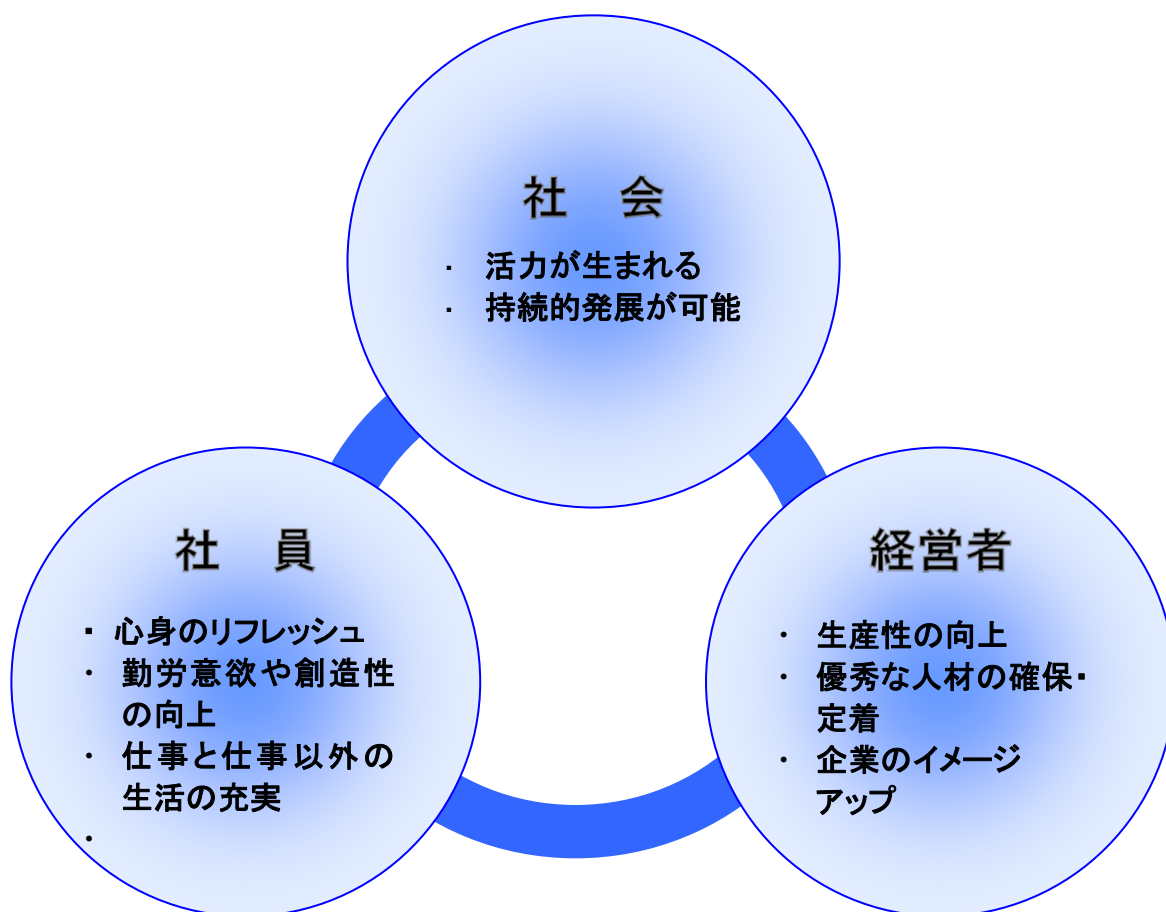 社　会
・ 活力が生まれる
・ 持続的発展が可能
社　員
・ 心身のリフレッシュ
・ 勤労意欲や創造性
の向上
・ 仕事と仕事以外の
生活の充実
・
経営者
・ 生産性の向上
・ 優秀な人材の確保・
定着
・ 企業のイメージ
アップ